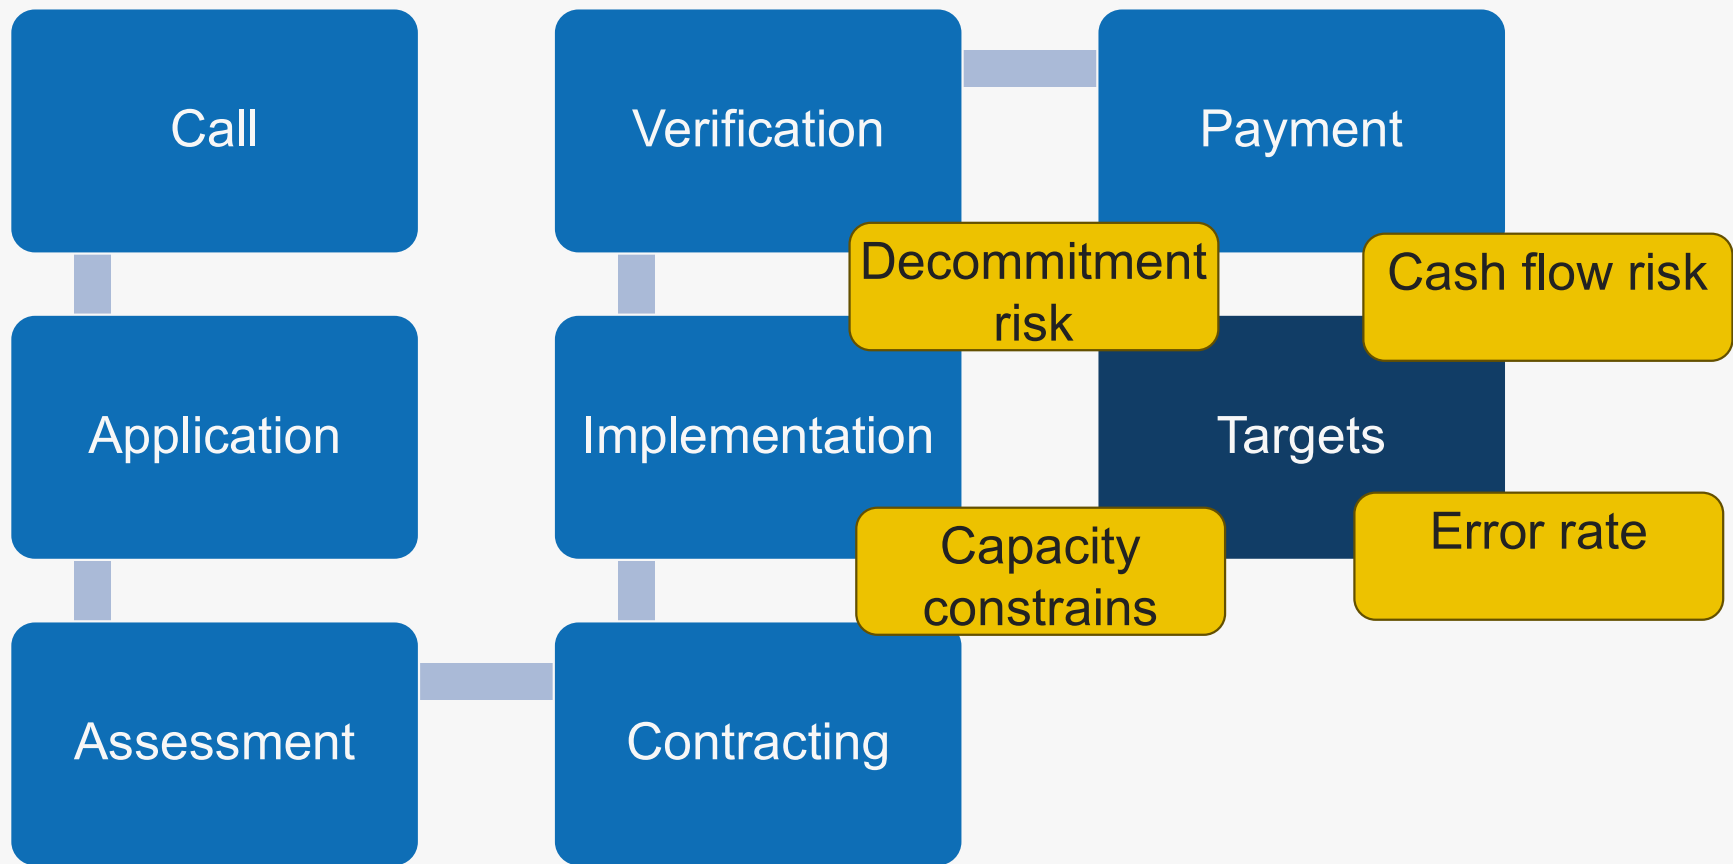 Call
Application
Assessment
Contracting
Implementation
Verification
Payment
Targets
Decommitment
risk
Cash flow risk
Capacity
constrains
Error rate